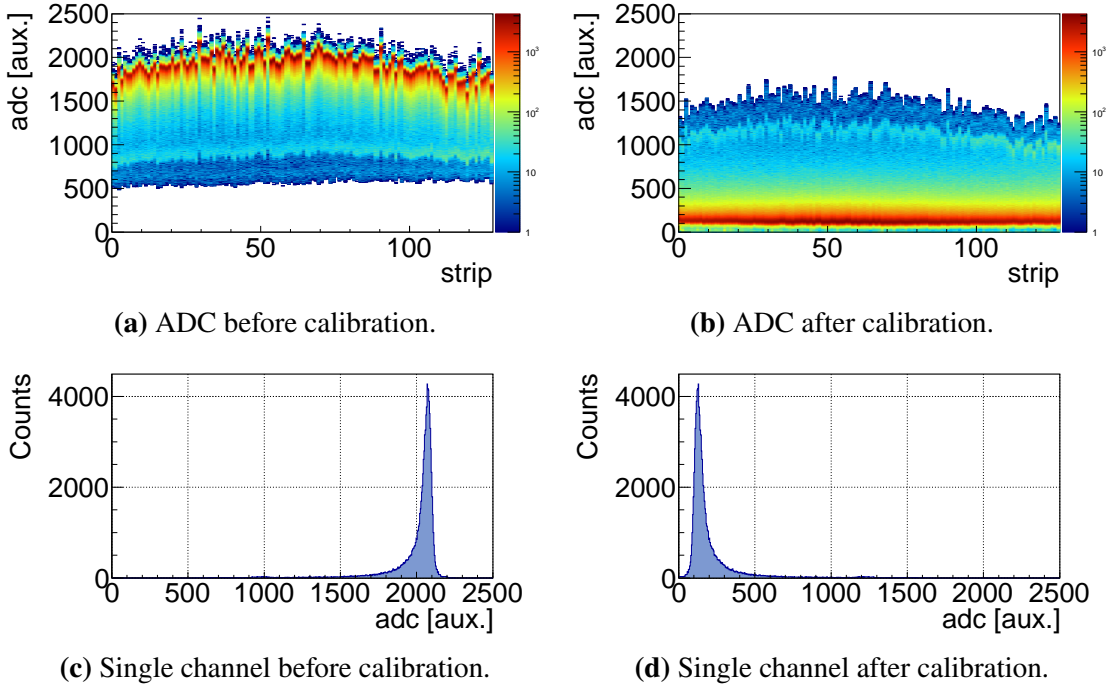 adc [aux.]
2500
2000
1500
1000
500
0
0 50 100
strip
10³
10²
10
1
(a) ADC before calibration.
adc [aux.]
2500
2000
1500
1000
500
0
0 50 100
strip
10³
10²
10
1
(b) ADC after calibration.
Counts
4000
2000
0
0 500 1000 1500 2000 2500
adc [aux.]
(c) Single channel before calibration.
Counts
4000
2000
0
0 500 1000 1500 2000 2500
adc [aux.]
(d) Single channel after calibration.